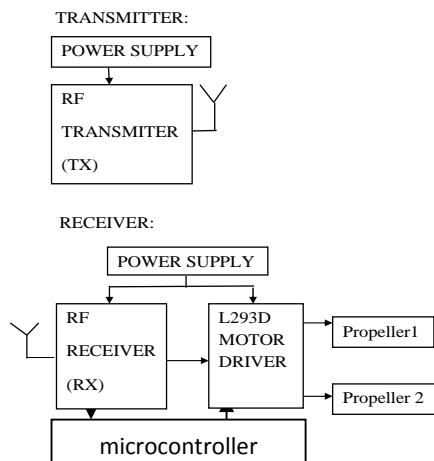 TRANSMITTER:
POWER SUPPLY
RF
TRANSMITER
(TX)
RECEIVER:
POWER SUPPLY
RF
RECEIVER
(RX)
L293D
MOTOR
DRIVER
Propeller1
Propeller 2
microcontroller